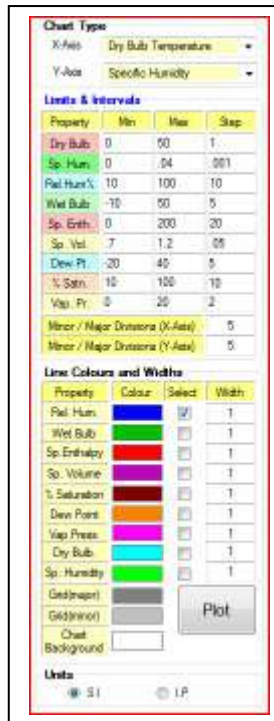 Chart Type
X-Axis Dry Bulb Temperature
Y-Axis Specific Humidity
Limits & Intervals
Property Min Max Step
Dry Bulb 0 50 1
Sp. Hum. 0 .04 .001
Rel.Hum% 10 100 10
Wet Bulb -10 50 5
Sp. Enth. 0 200 20
Sp. Vol. .7 1.2 .05
Dew Pt. -20 40 5
% Satn. 10 100 10
Vap. Pr. 0 20 2
Minor / Major Divisions (X-Axis) 5
Minor / Major Divisions (Y-Axis) 5
Line Colours and Widths
Property Colour Select Width
Rel. Hum. 1
Wet Bulb 1
Sp.Enthalpy 1
Sp. Volume 1
% Saturation 1
Dew Point 1
Vap Press. 1
Dry Bulb 1
Sp. Humidity 1
Grid(major)
Grid(minor)
Plot
Chart
Background
Units
S.I. I.P